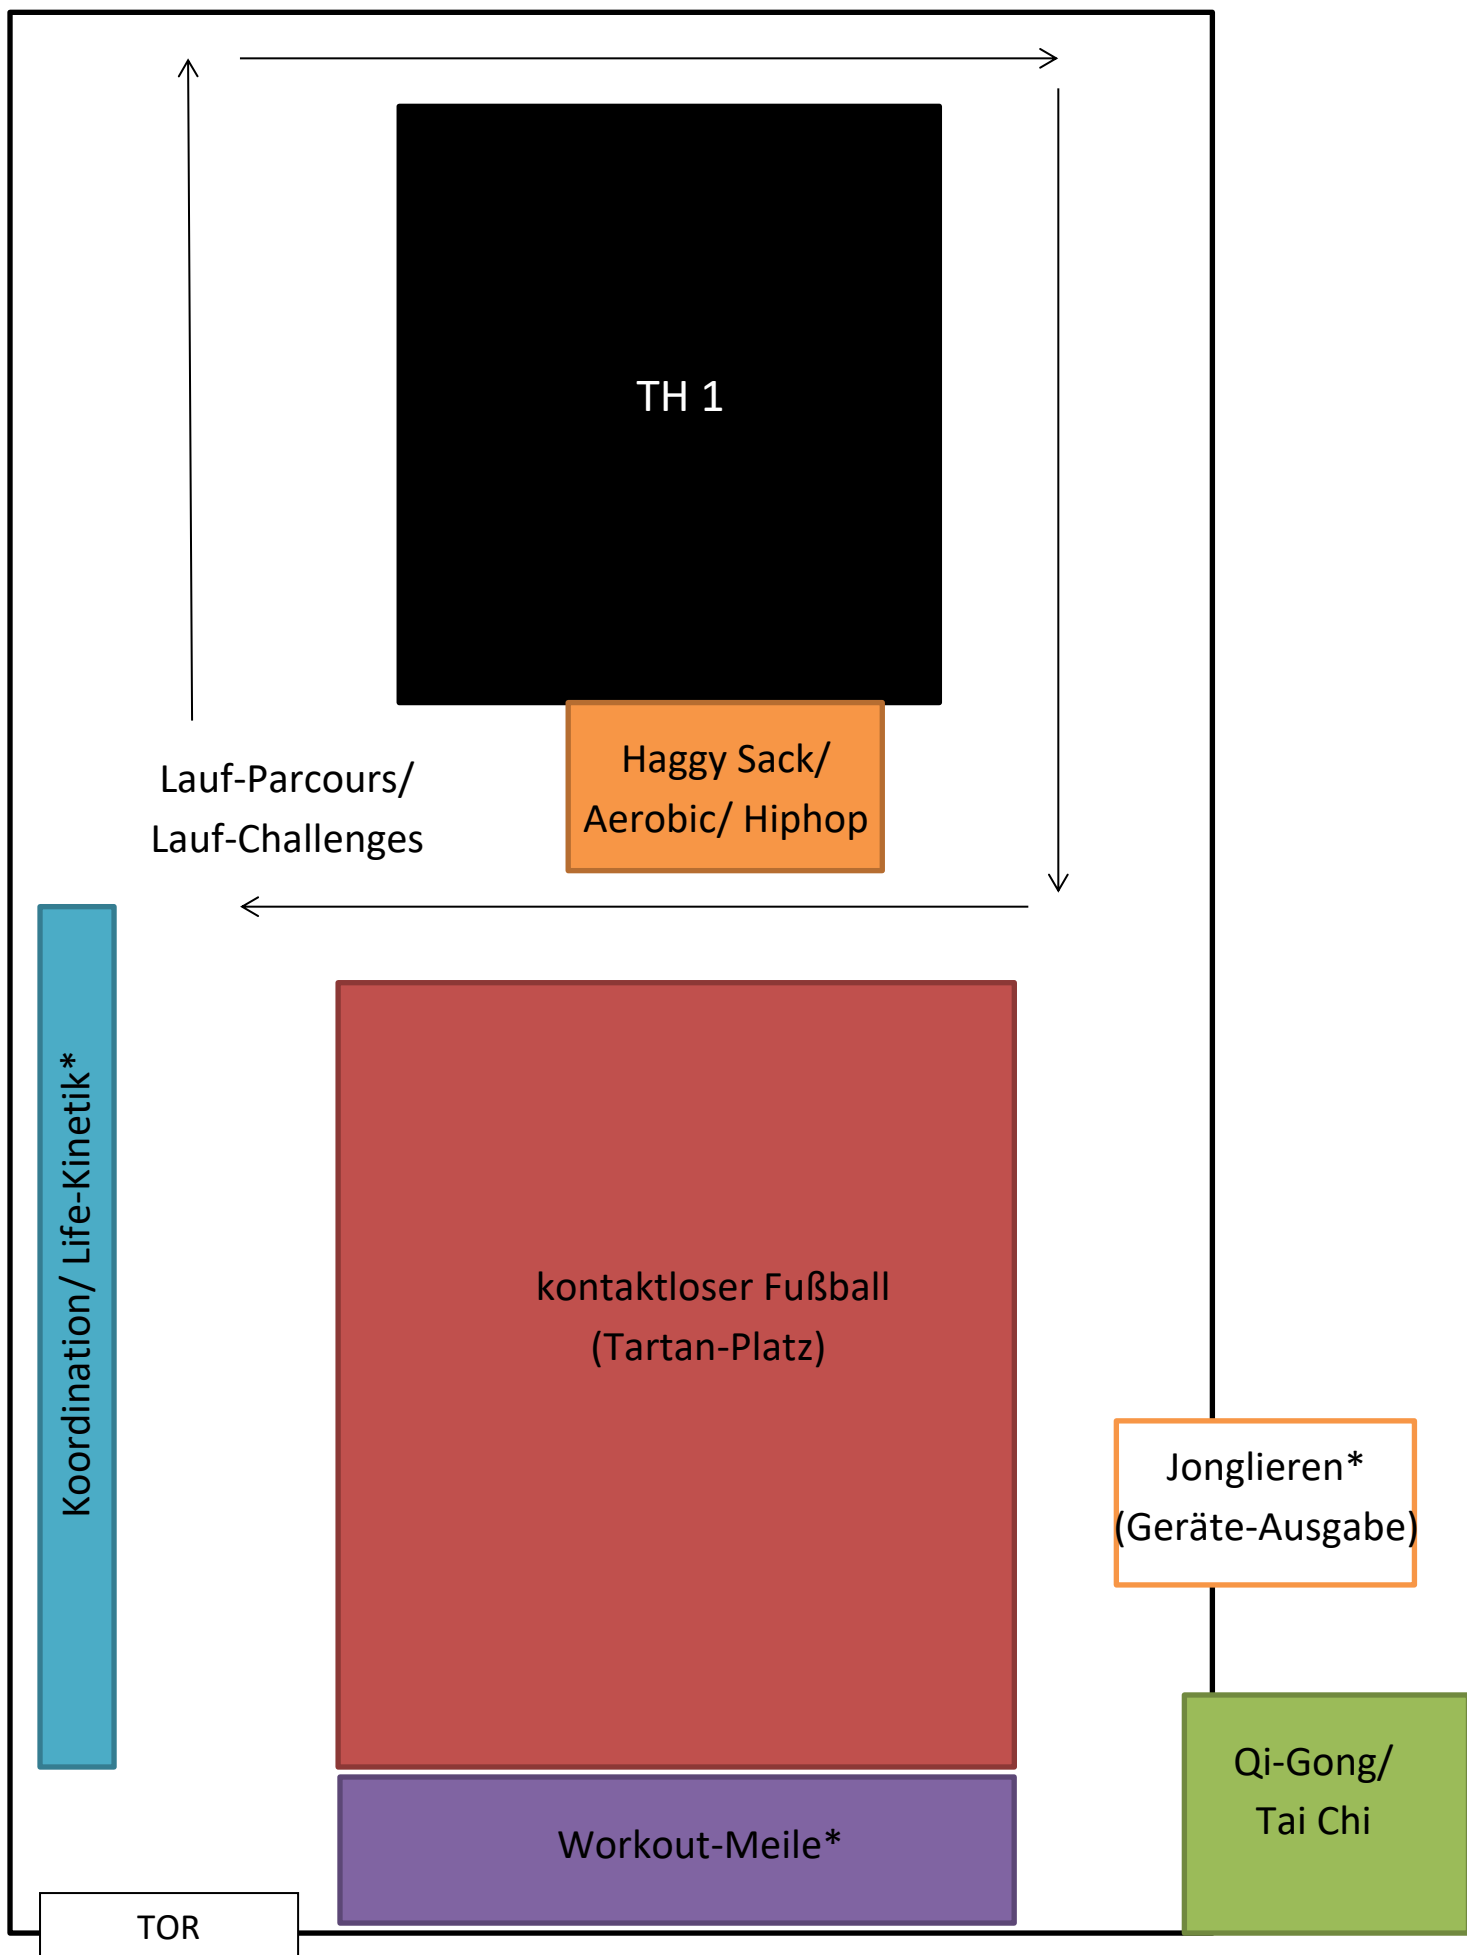 TH 1
Haggy Sack/
Aerobic/ Hiphop
Lauf-Parcours/
Lauf-Challenges
Koordination/ Life-Kinetik*
kontaktloser Fußball
(Tartan-Platz)
Jonglieren*
(Geräte-Ausgabe)
Qi-Gong/
Tai Chi
Workout-Meile*
TOR